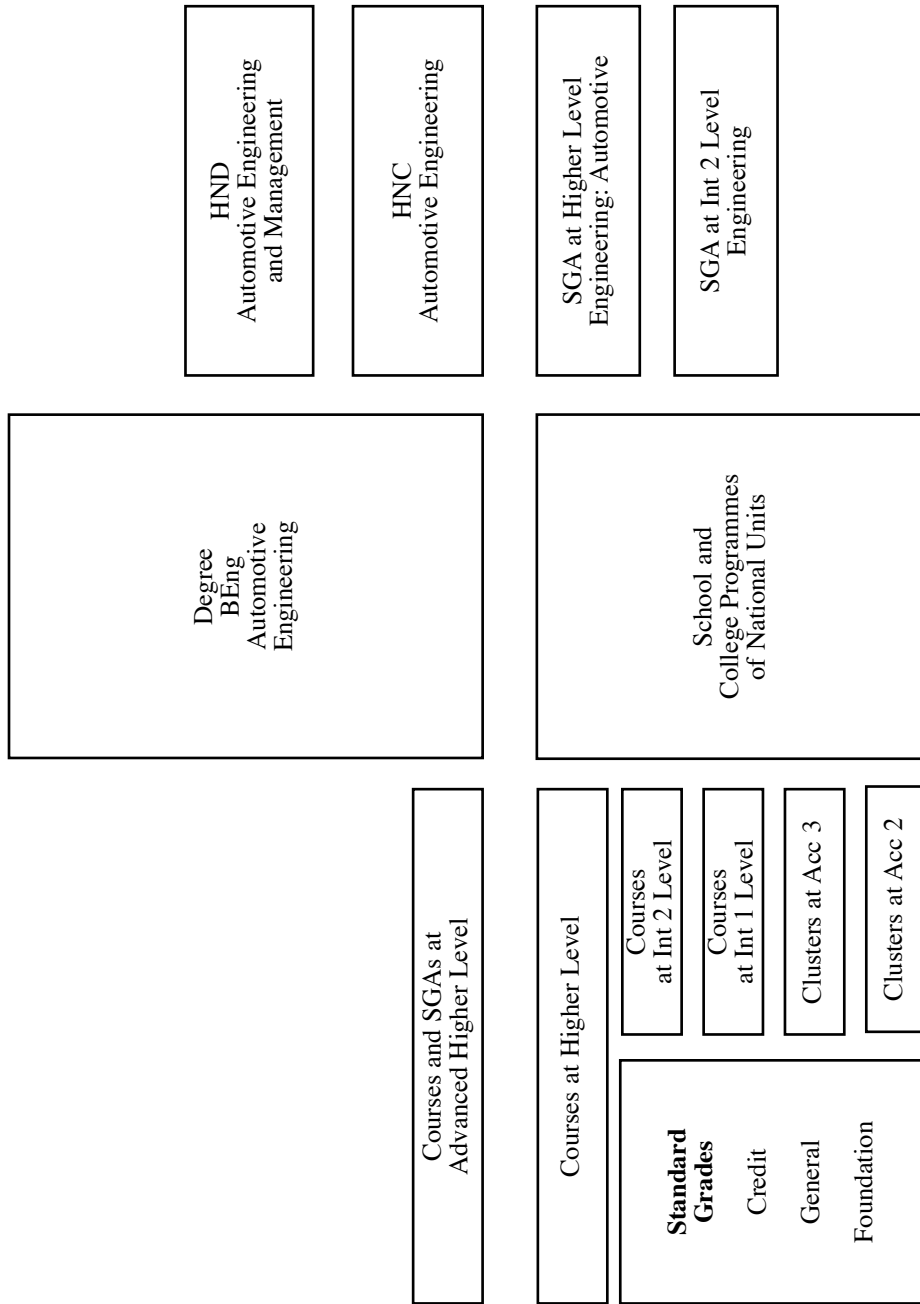 Courses and SGAs at
Advanced Higher Level
Degree
BEng
Automotive
Engineering
HND
Automotive Engineering
and Management
HNC
Automotive Engineering
Courses at Higher Level
Standard
Grades
Credit
General
Foundation
Courses
at Int 2 Level
Courses
at Int 1 Level
Clusters at Acc 3
Clusters at Acc 2
School and
College Programmes
of National Units
SGA at Higher Level
Engineering: Automotive
SGA at Int 2 Level
Engineering